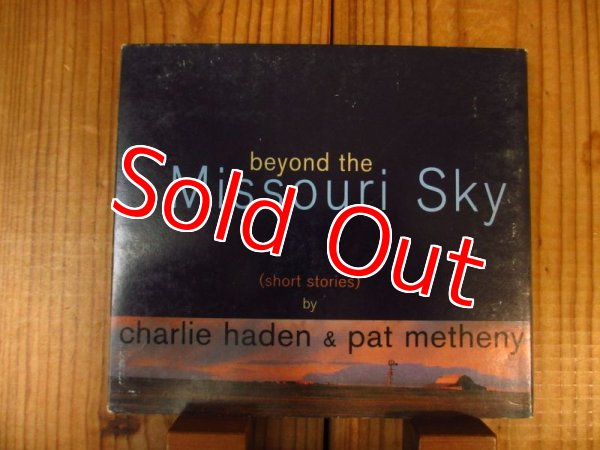 beyond the
Missouri Sky
Sold Out
(short stories)
by
charlie haden & pat metheny